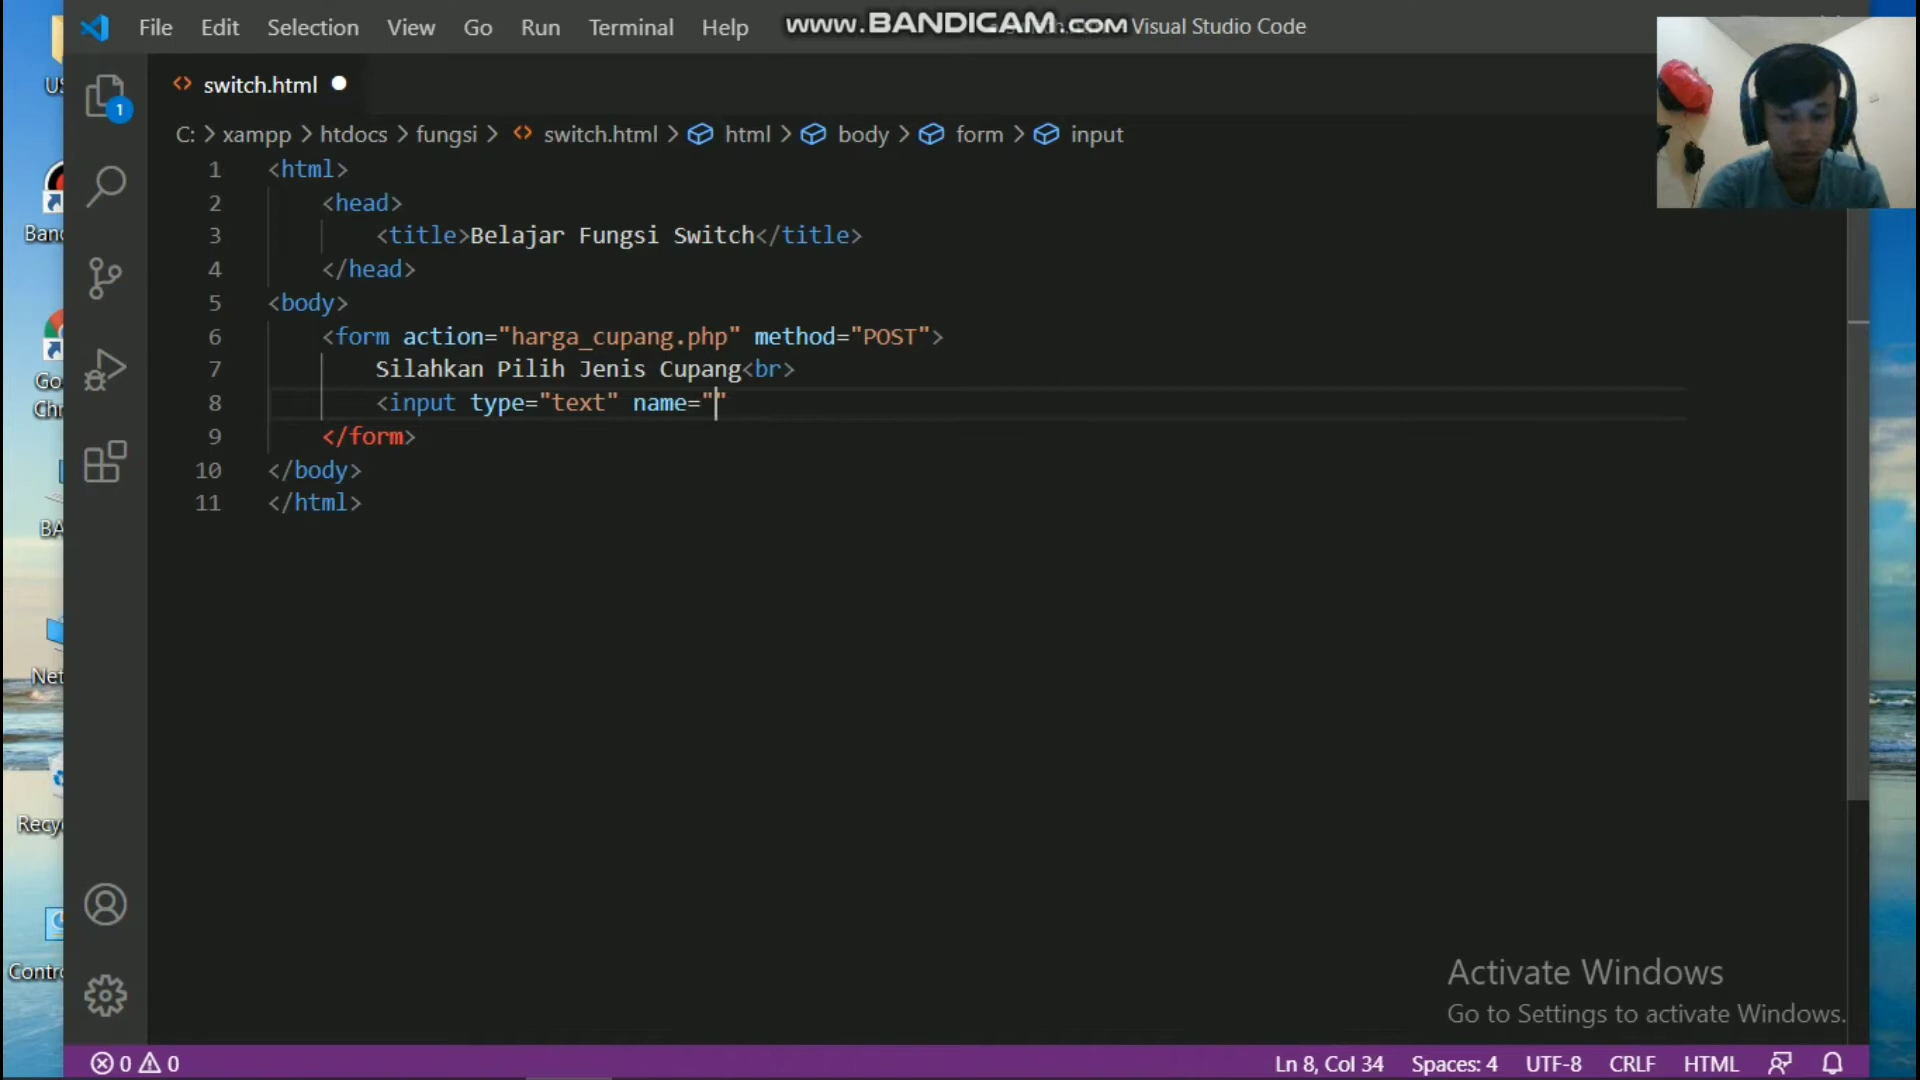 File Edit Selection View Go Run Terminal Help www.BANDICAM.com Visual Studio Code
switch.html
C: > xampp > htdocs > fungsi > switch.html > html > body > form > input
1 <html>
2 <head>
3 <title>Belajar Fungsi Switch</title>
4 </head>
5 <body>
6 <form action="harga_cupang.php" method="POST">
7 Silahkan Pilih Jenis Cupang<br>
8 <input type="text" name=""
9 </form>
10 </body>
11 </html>
1
Activate Windows
Go to Settings to activate Windows.
0 0 Ln 8, Col 34 Spaces: 4 UTF-8 CRLF HTML